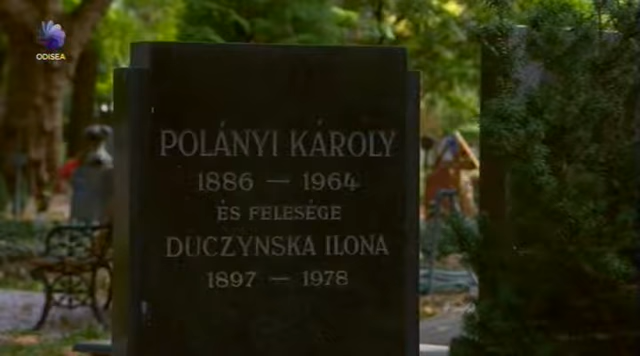 ODISEA
POLÁNYI KÁROLY
1886 — 1964
ÉS FELESÉGE
DUCZYNSKA ILONA
1897 — 1978